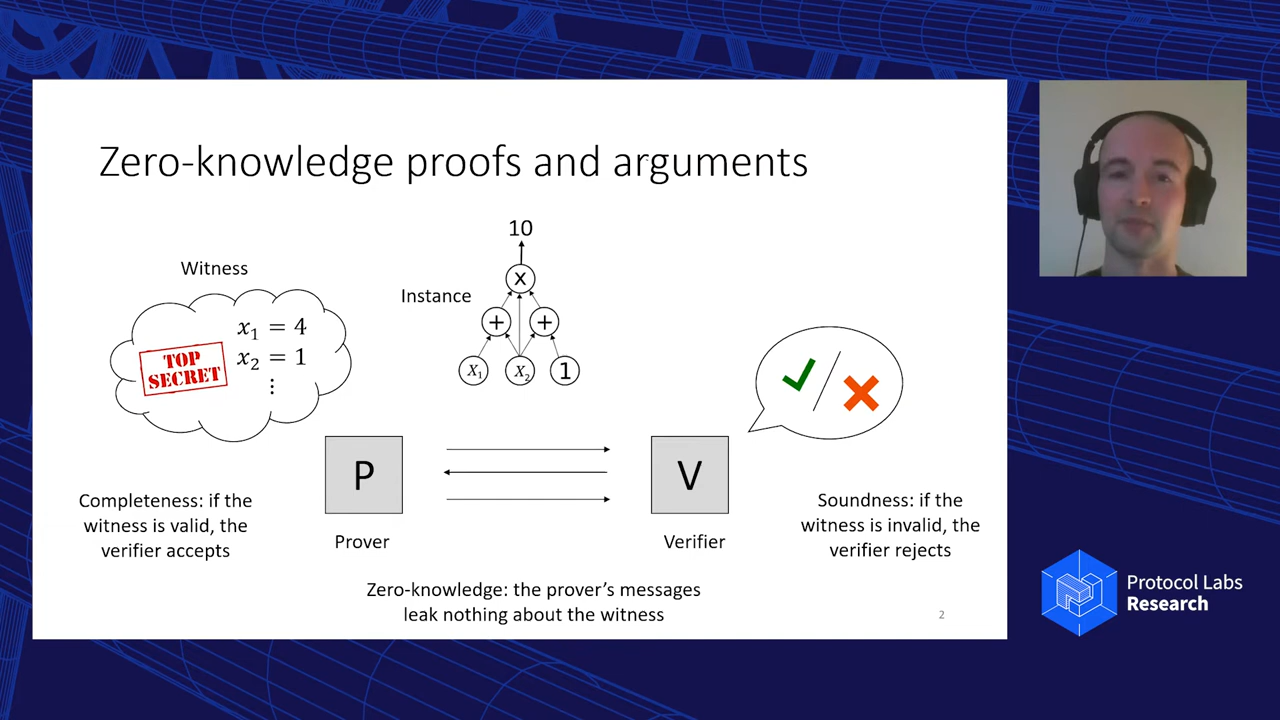 Zero-knowledge proofs and arguments
10
Witness
x
Instance
x₁ = 4
TOP
SECRET
x₂ = 1
⋮
+ +
X₁ X₂ 1
P
V
Completeness: if the
witness is valid, the
verifier accepts
Prover
Verifier
Soundness: if the
witness is invalid, the
verifier rejects
Zero-knowledge: the prover’s messages
leak nothing about the witness
2
Protocol Labs
Research